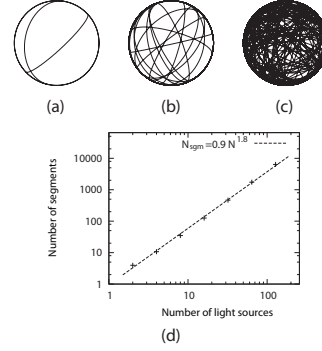 (a) (b) (c)
N_sgm=0.9 N^1.8
10000
1000
100
10
1
Number of segments
1 10 100
Number of light sources
(d)